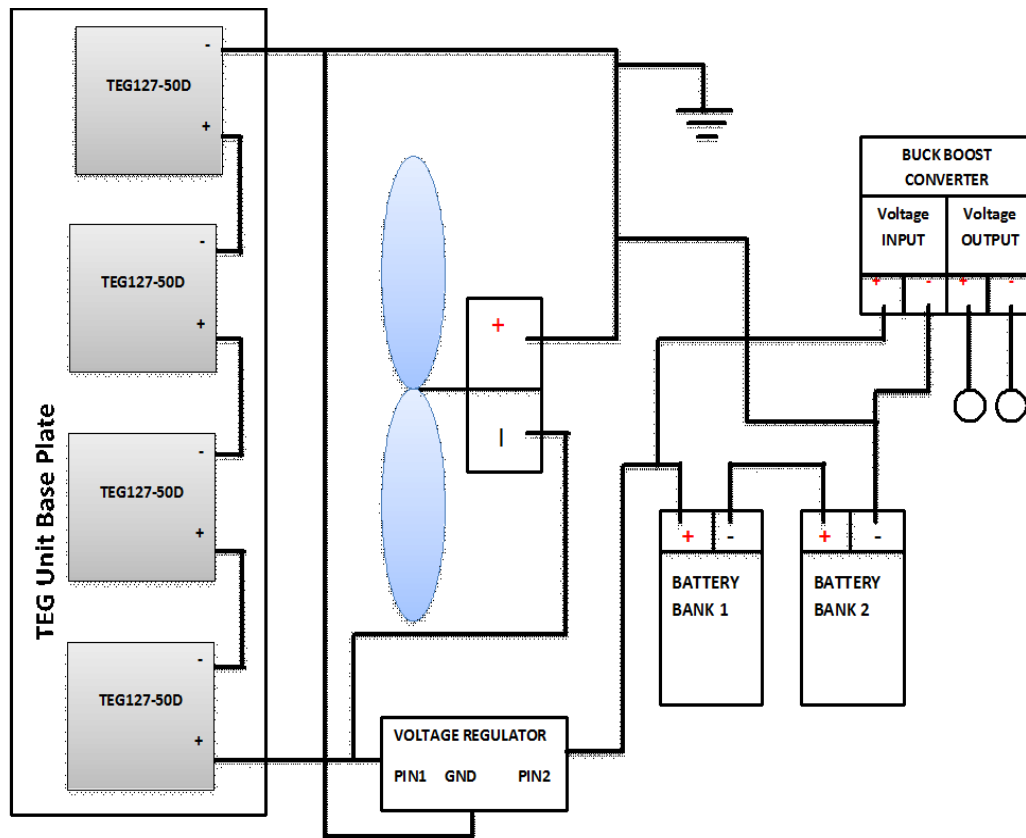 -
TEG127-50D
+
-
TEG127-50D
+
-
TEG127-50D
+
-
TEG127-50D
+
TEG Unit Base Plate
+
|
VOLTAGE REGULATOR
PIN1 GND PIN2
BUCK BOOST
CONVERTER
Voltage
INPUT
Voltage
OUTPUT
+ - + -
+ -
BATTERY
BANK 1
+ -
BATTERY
BANK 2